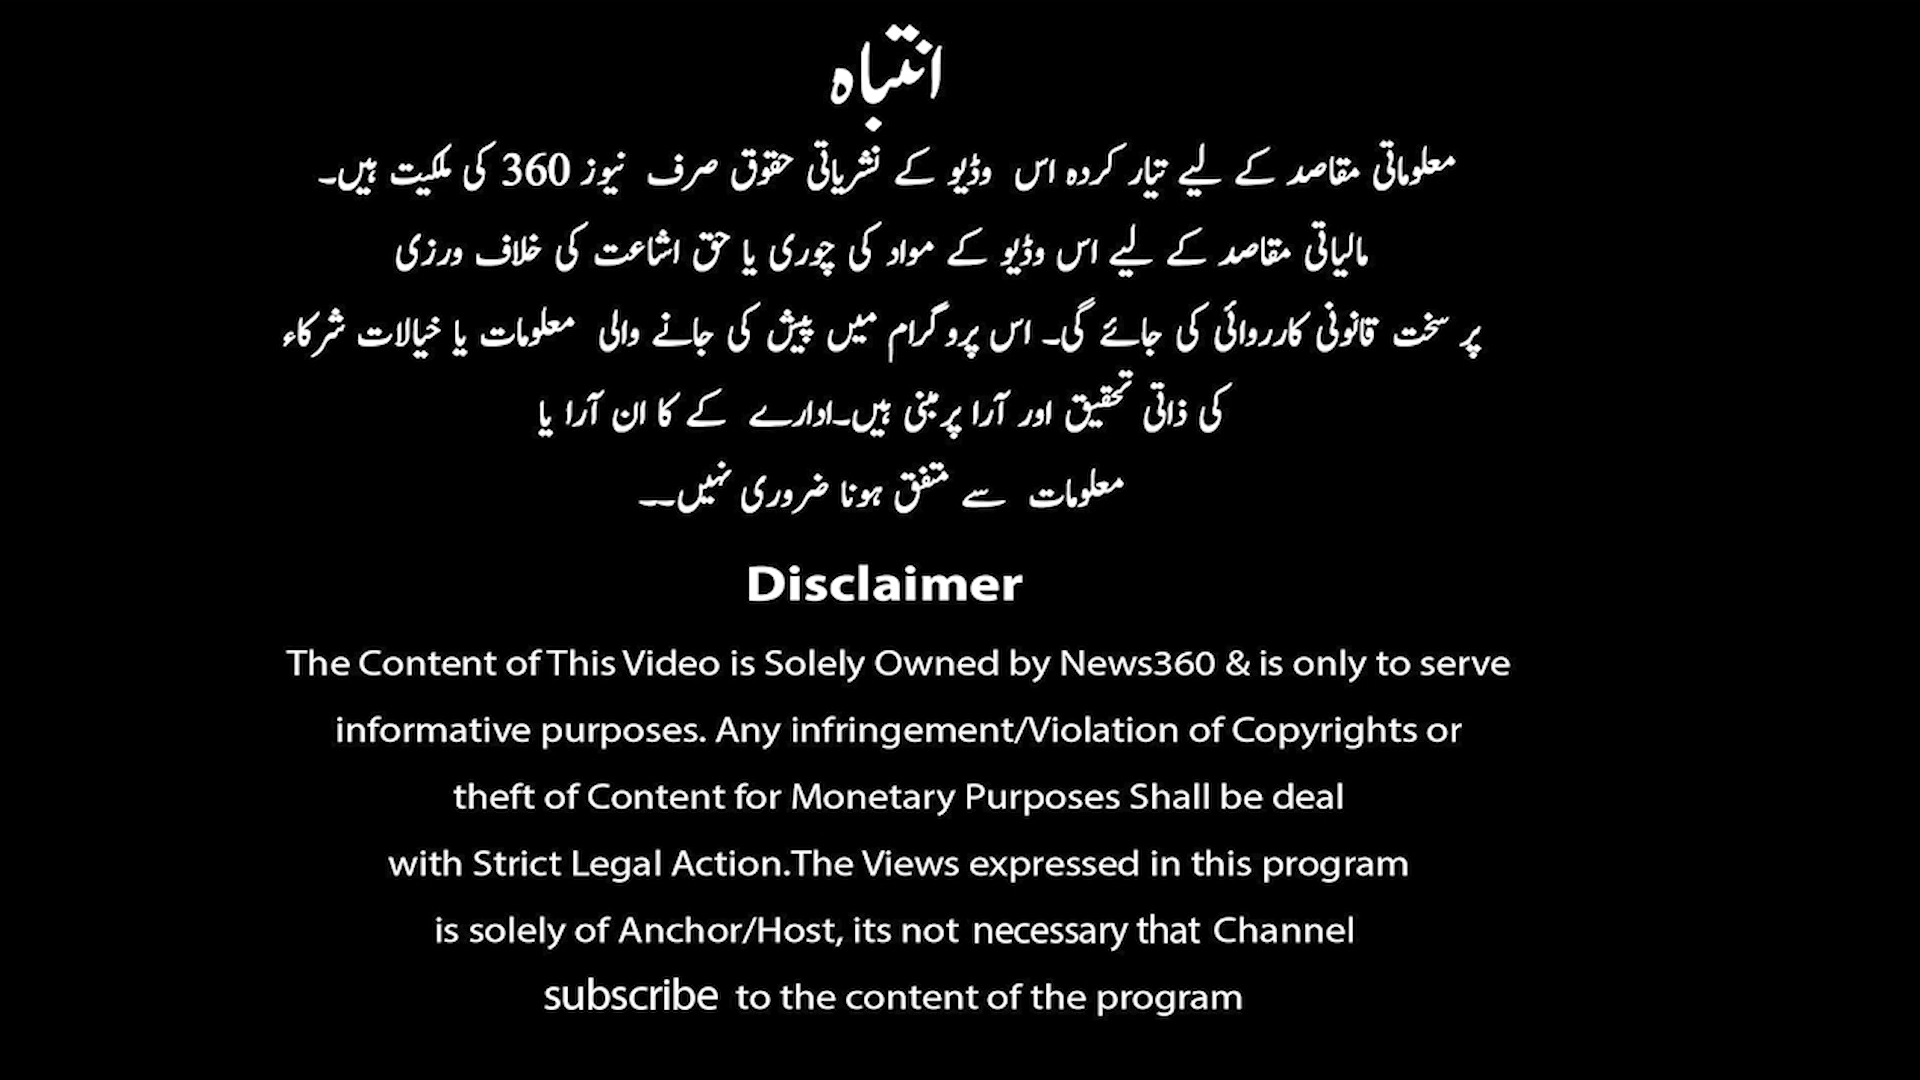 انتباہ
معلوماتی مقاصد کے لیے تیار کردہ اس وڈیو کے نشریاتی حقوق صرف نیوز 360 کی ملکیت ہیں۔
مالیاتی مقاصد کے لیے اس وڈیو کے مواد کی چوری یا حق اشاعت کی خلاف ورزی
پر سخت قانونی کارروائی کی جائے گی۔ اس پروگرام میں پیش کی جانے والی معلومات یا خیالات شرکاء
کی ذاتی تحقیق اور آرا پر مبنی ہیں۔ادارے کے کا ان آرا یا
معلومات سے متفق ہونا ضروری نہیں۔۔
Disclaimer
The Content of This Video is Solely Owned by News360 & is only to serve
informative purposes. Any infringement/Violation of Copyrights or
theft of Content for Monetary Purposes Shall be deal
with Strict Legal Action.The Views expressed in this program
is solely of Anchor/Host, its not necessary that Channel
subscribe to the content of the program